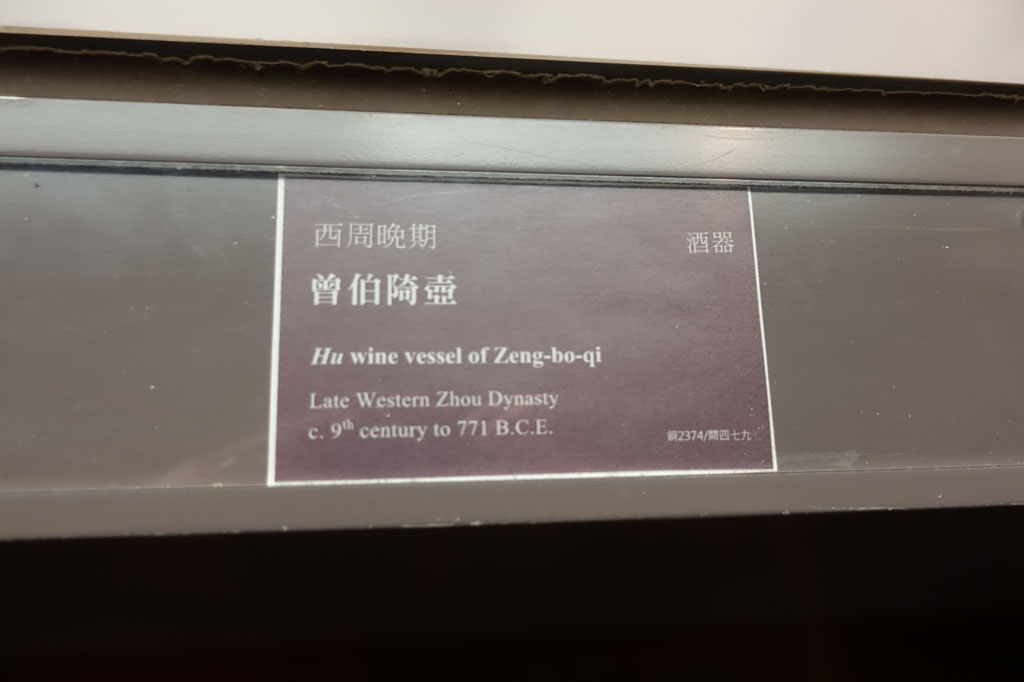 西周晚期 酒器
曾伯陭壺
Hu wine vessel of Zeng-bo-qi
Late Western Zhou Dynasty
c. 9th century to 771 B.C.E.
銅2374/闕四七九